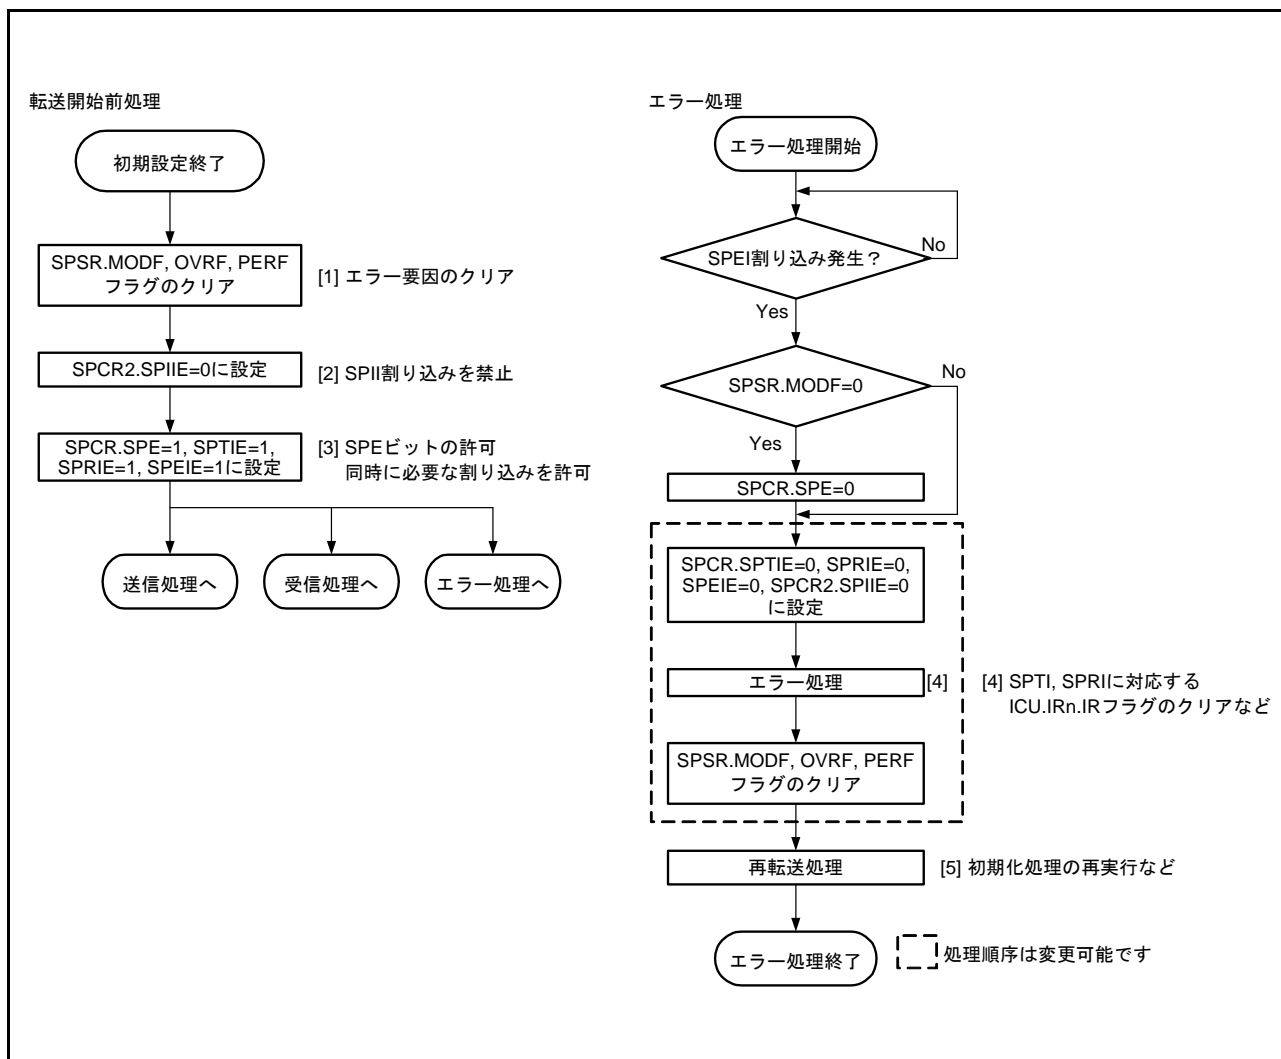 転送開始前処理
初期設定終了
SPSR.MODF, OVRF, PERF
フラグのクリア
[1] エラー要因のクリア
SPCR2.SPIIE=0に設定
[2] SPII割り込みを禁止
SPCR.SPE=1, SPTIE=1,
SPRIE=1, SPEIE=1に設定
[3] SPEビットの許可
同時に必要な割り込みを許可
送信処理へ
受信処理へ
エラー処理へ
エラー処理
エラー処理開始
SPEI割り込み発生？
No
Yes
SPSR.MODF=0
No
Yes
SPCR.SPE=0
SPCR.SPTIE=0, SPRIE=0,
SPEIE=0, SPCR2.SPIIE=0
に設定
エラー処理
[4]
[4] SPTI, SPRIに対応する
ICU.IRn.IRフラグのクリアなど
SPSR.MODF, OVRF, PERF
フラグのクリア
再転送処理
[5] 初期化処理の再実行など
エラー処理終了
処理順序は変更可能です